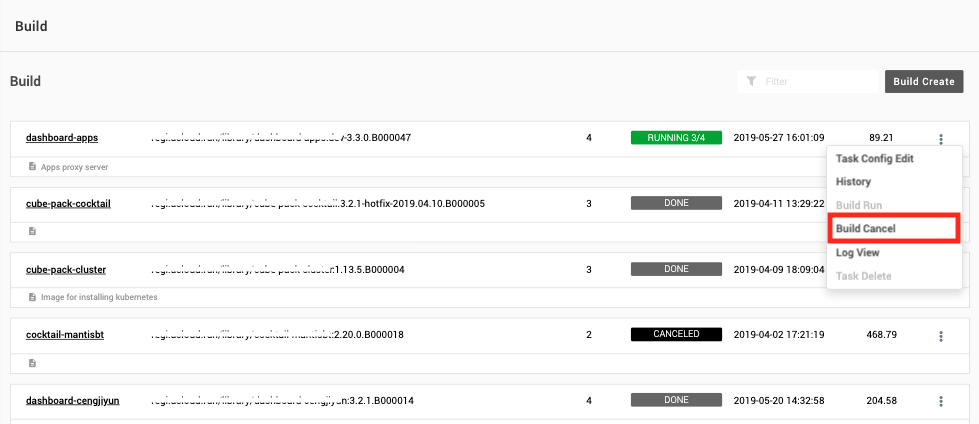 Build
Build
Filter
Build Create
dashboard-apps -3.3.0.B000047 4 RUNNING 3/4 2019-05-27 16:01:09 89.21
Apps proxy server
Task Config Edit
History
Build Run
Build Cancel
Log View
Task Delete
cube-pack-cocktail 3.2.1-hotfix-2019.04.10.B000005 3 DONE 2019-04-11 13:29:22
cube-pack-cluster :1.13.5.B000004 3 DONE 2019-04-09 18:09:04
Image for installing kubernetes
cocktail-mantisbt :2.20.0.B000018 2 CANCELED 2019-04-02 17:21:19 468.79
dashboard-cengjiyun :3.2.1.B000014 4 DONE 2019-05-20 14:32:58 204.58